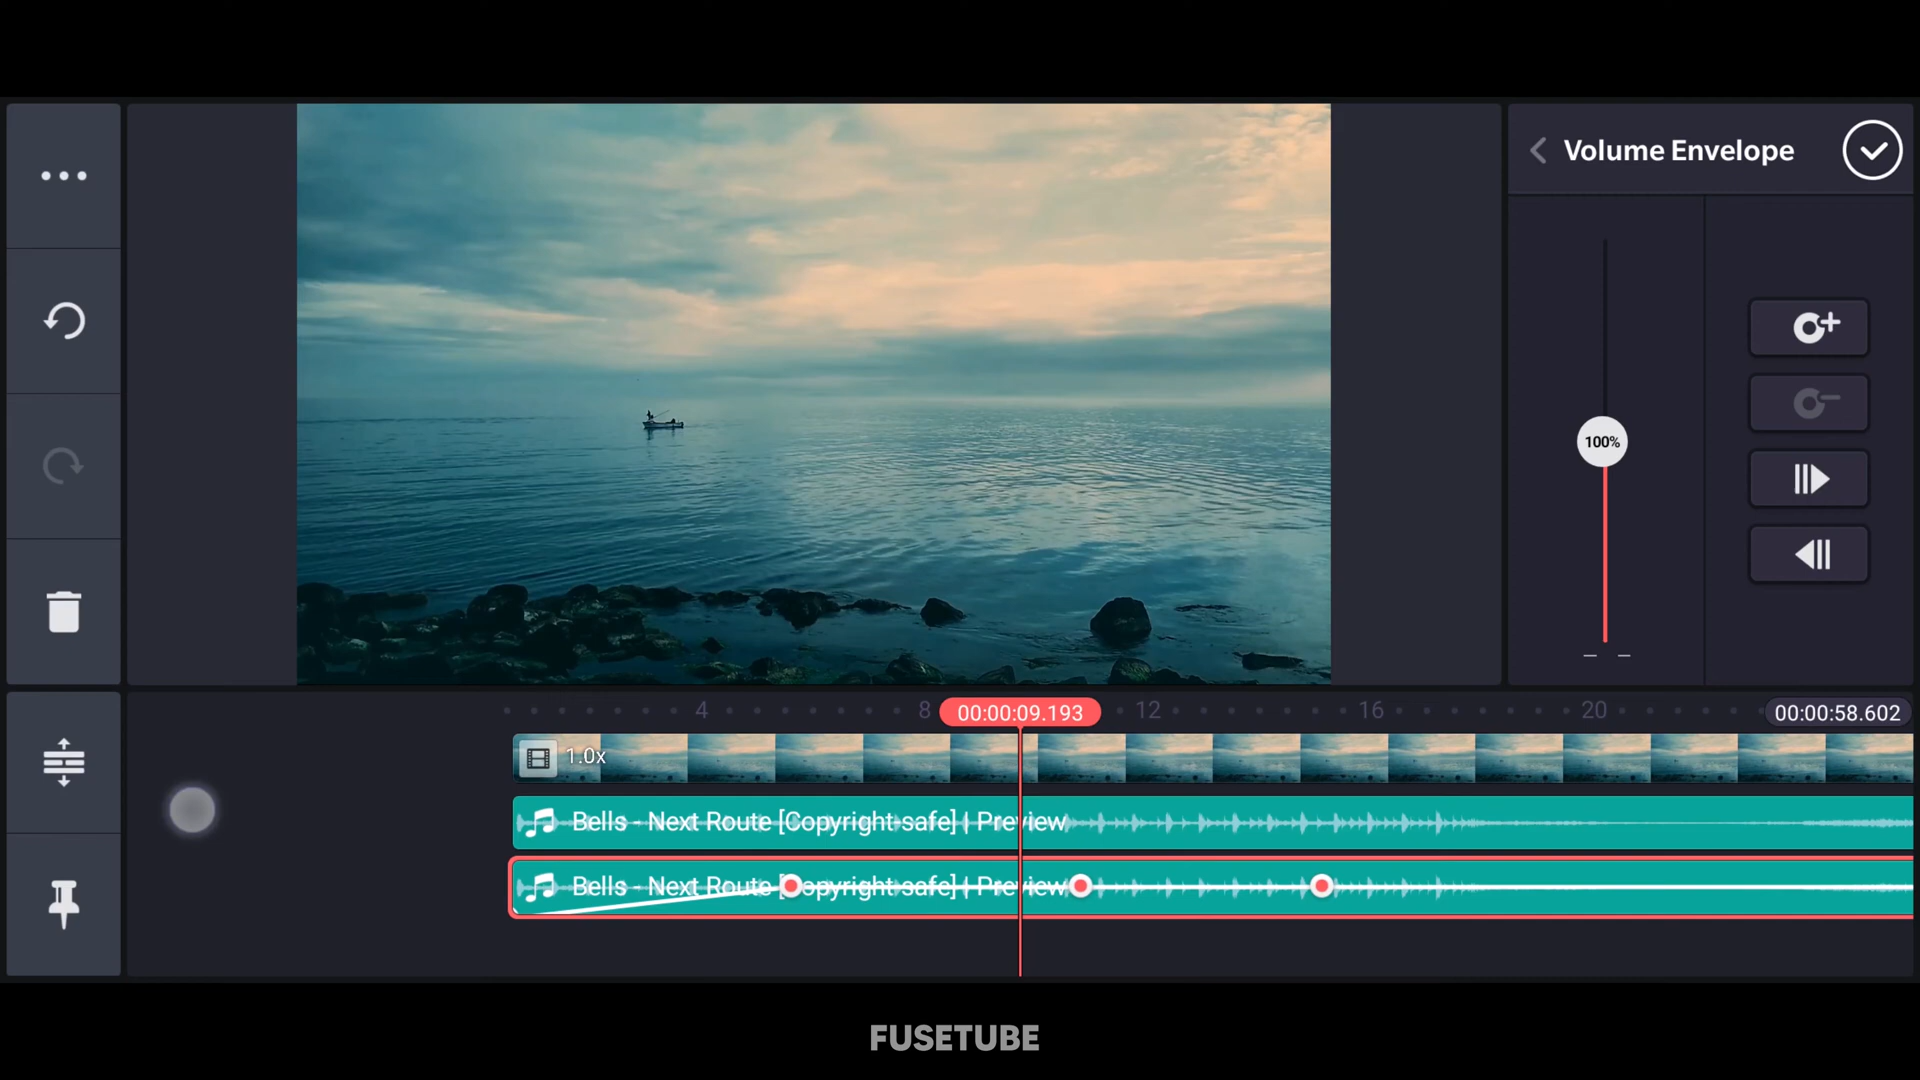 Volume Envelope
100%
4
8
00:00:09.193
12
16
20
00:00:58.602
1.0x
Bells - Next Route [Copyright safe] | Preview
Bells - Next Route [Copyright safe] | Preview
FUSETUBE